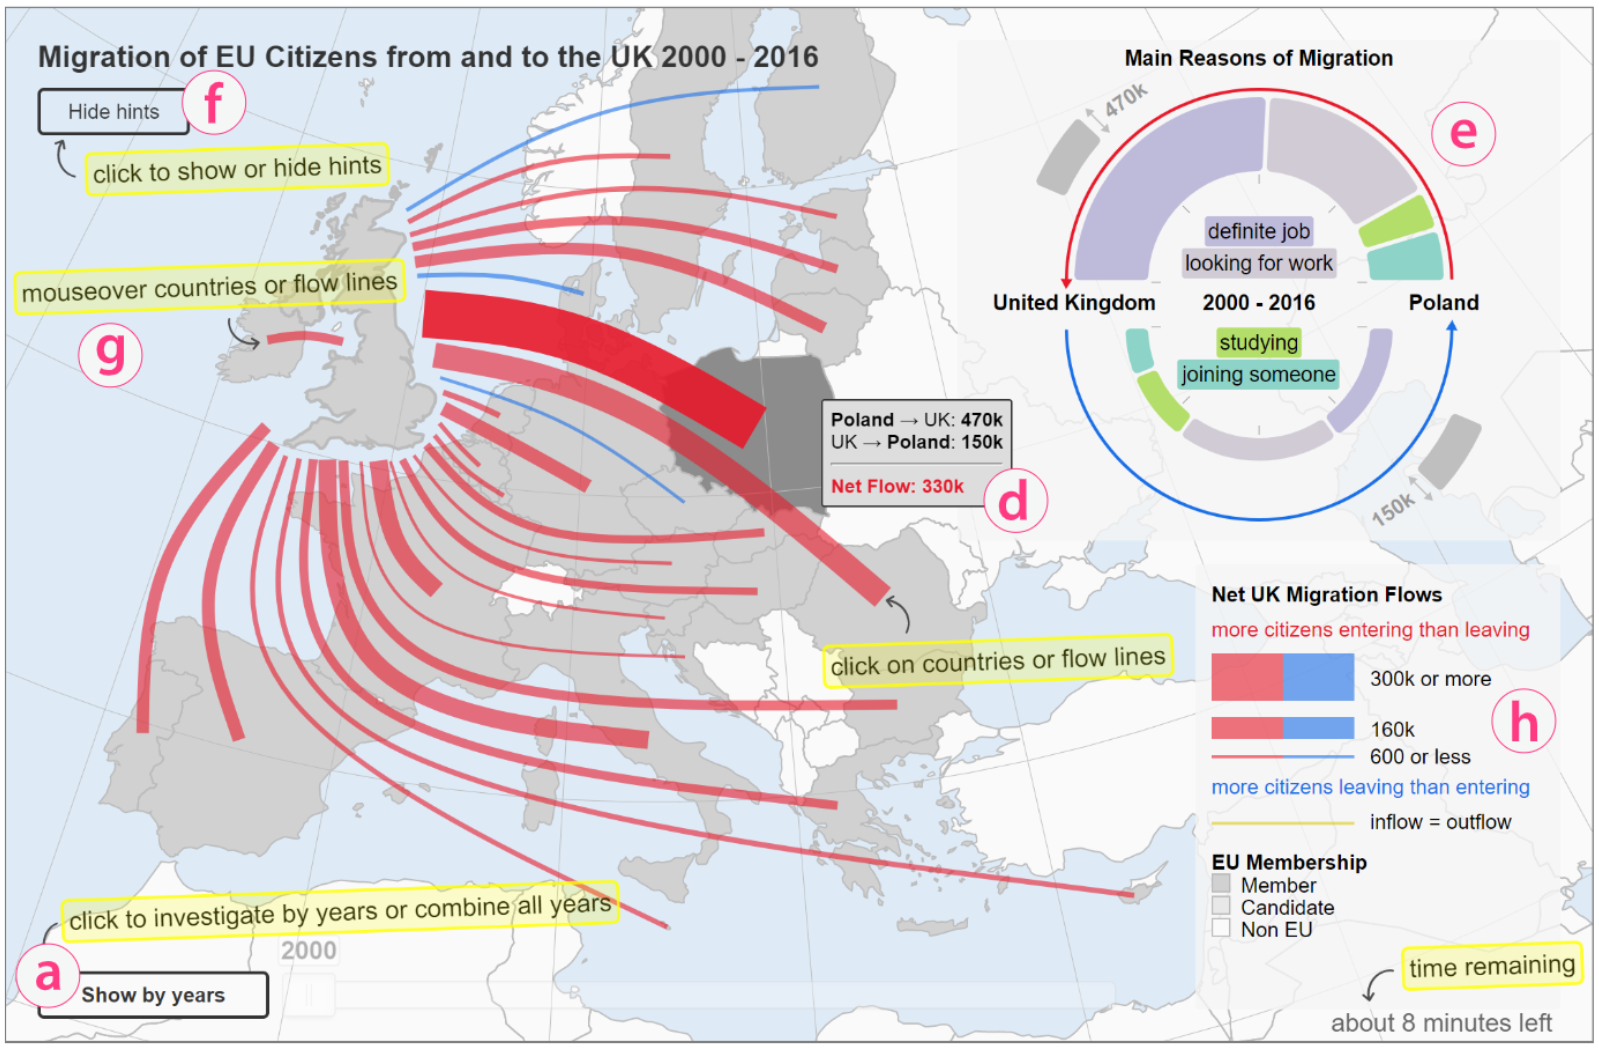 Migration of EU Citizens from and to the UK 2000 - 2016
Hide hints
f
click to show or hide hints
mouseover countries or flow lines
g
Main Reasons of Migration
470k
e
definite job
looking for work
United Kingdom
2000 - 2016
Poland
studying
joining someone
150k
Poland → UK: 470k
UK → Poland: 150k
Net Flow: 330k
d
click on countries or flow lines
Net UK Migration Flows
more citizens entering than leaving
300k or more
160k
600 or less
h
more citizens leaving than entering
inflow = outflow
EU Membership
Member
Candidate
Non EU
click to investigate by years or combine all years
2000
a
Show by years
time remaining
about 8 minutes left